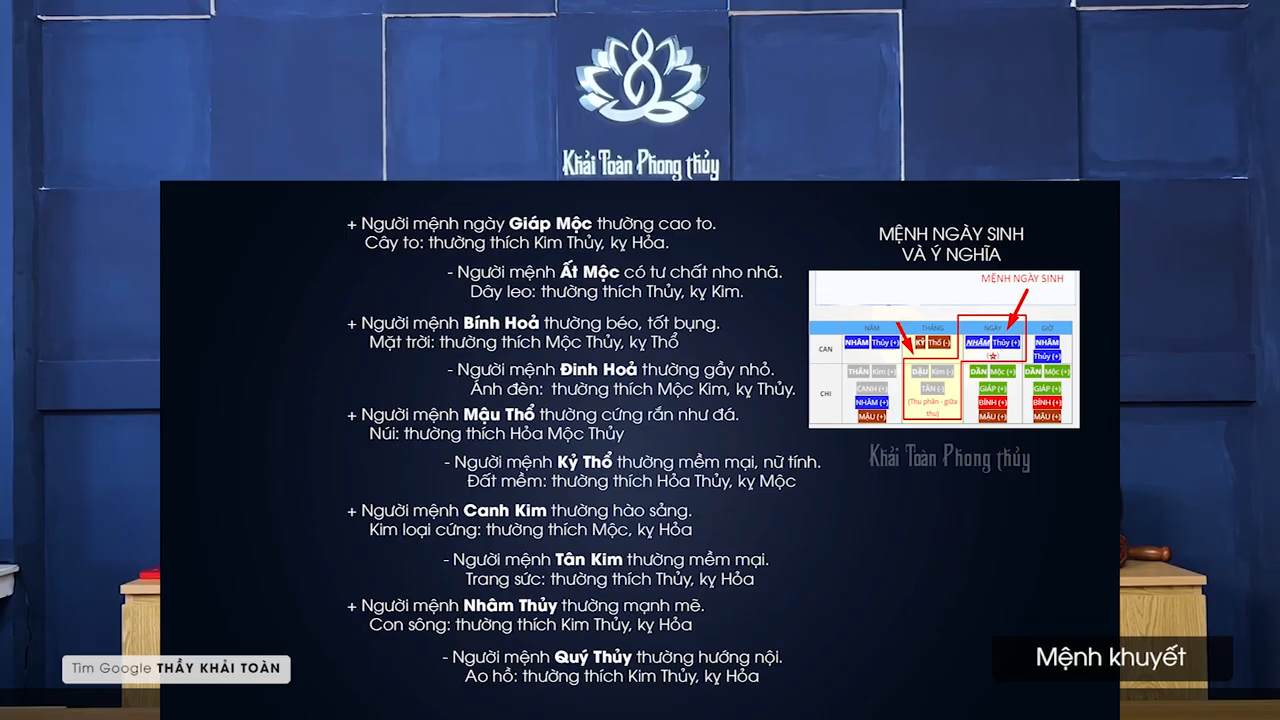 Khải Toàn Phong thủy
+ Người mệnh ngày Giáp Mộc thường cao to.
Cây to: thường thích Kim Thủy, kỵ Hỏa.
- Người mệnh Ất Mộc có tư chất nho nhã.
Dây leo: thường thích Thủy, kỵ Kim.
+ Người mệnh Bính Hoả thường béo, tốt bụng.
Mặt trời: thường thích Mộc Thủy, kỵ Thổ
- Người mệnh Đinh Hoả thường gầy nhỏ.
Ánh đèn: thường thích Mộc Kim, kỵ Thủy.
+ Người mệnh Mậu Thổ thường cứng rắn như đá.
Núi: thường thích Hỏa Mộc Thủy
- Người mệnh Kỷ Thổ thường mềm mại, nữ tính.
Đất mềm: thường thích Hỏa Thủy, kỵ Mộc
+ Người mệnh Canh Kim thường hào sảng.
Kim loại cứng: thường thích Mộc, kỵ Hỏa
- Người mệnh Tân Kim thường mềm mại.
Trang sức: thường thích Thủy, kỵ Hỏa
+ Người mệnh Nhâm Thủy thường mạnh mẽ.
Con sông: thường thích Kim Thủy, kỵ Hỏa
- Người mệnh Quý Thủy thường hướng nội.
Ao hồ: thường thích Kim Thủy, kỵ Hỏa
MỆNH NGÀY SINH
VÀ Ý NGHĨA
MỆNH NGÀY SINH
NĂM THÁNG NGÀY GIỜ
CAN NHÂM Thủy (+) KỶ Thổ (-) NHÂM Thủy (+) NHÂM
Thủy (+)
CHI THÂN Kim (+) DẬU Kim (-) DẦN Mộc (+) DẦN Mộc (+)
CANH (+) TÂN (-) GIÁP (+) GIÁP (+)
NHÂM (+) (Thu phân - giữa thu) BÍNH (+) BÍNH (+)
MẬU (+) MẬU (+) MẬU (+)
Khải Toàn Phong thủy
Tìm Google THẦY KHẢI TOÀN
Mệnh khuyết